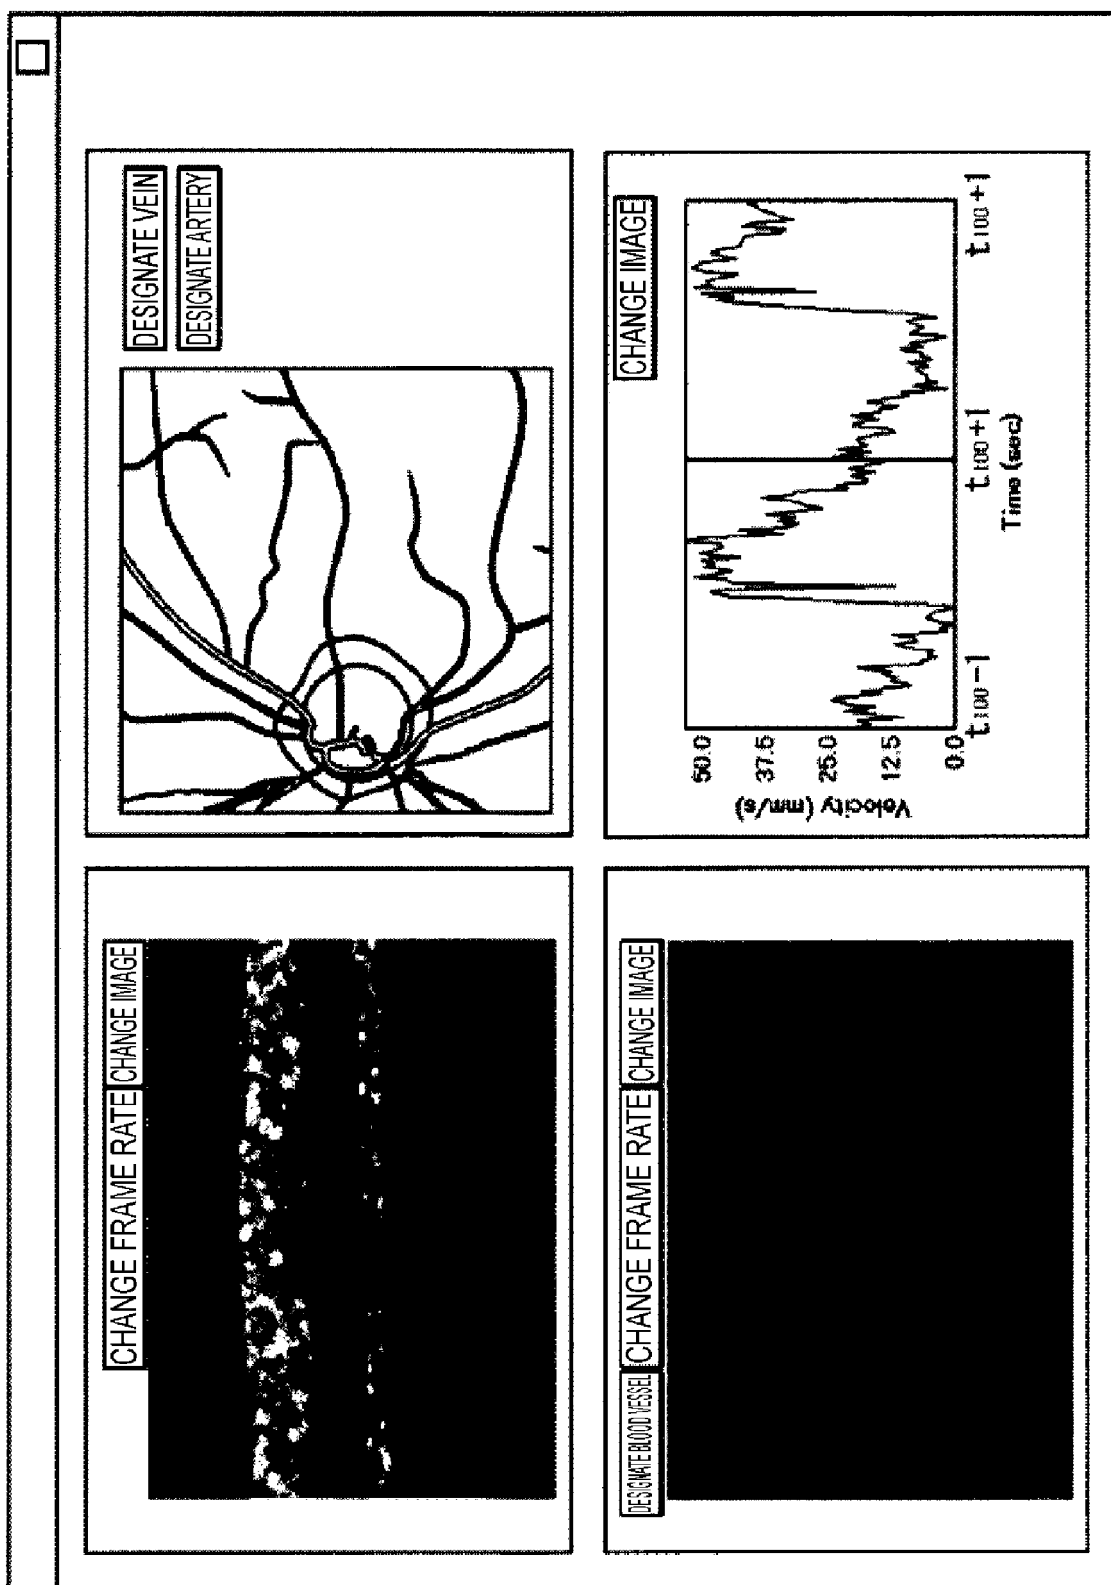 CHANGE FRAME RATE CHANGE IMAGE
DESIGNATE VEIN
DESIGNATE ARTERY
DESIGNATE BLOOD VESSEL CHANGE FRAME RATE CHANGE IMAGE
CHANGE IMAGE
Velocity (mm/s)
50.0
37.5
25.0
12.5
0.0
t100−1 t100+1 t100+1
Time (sec)